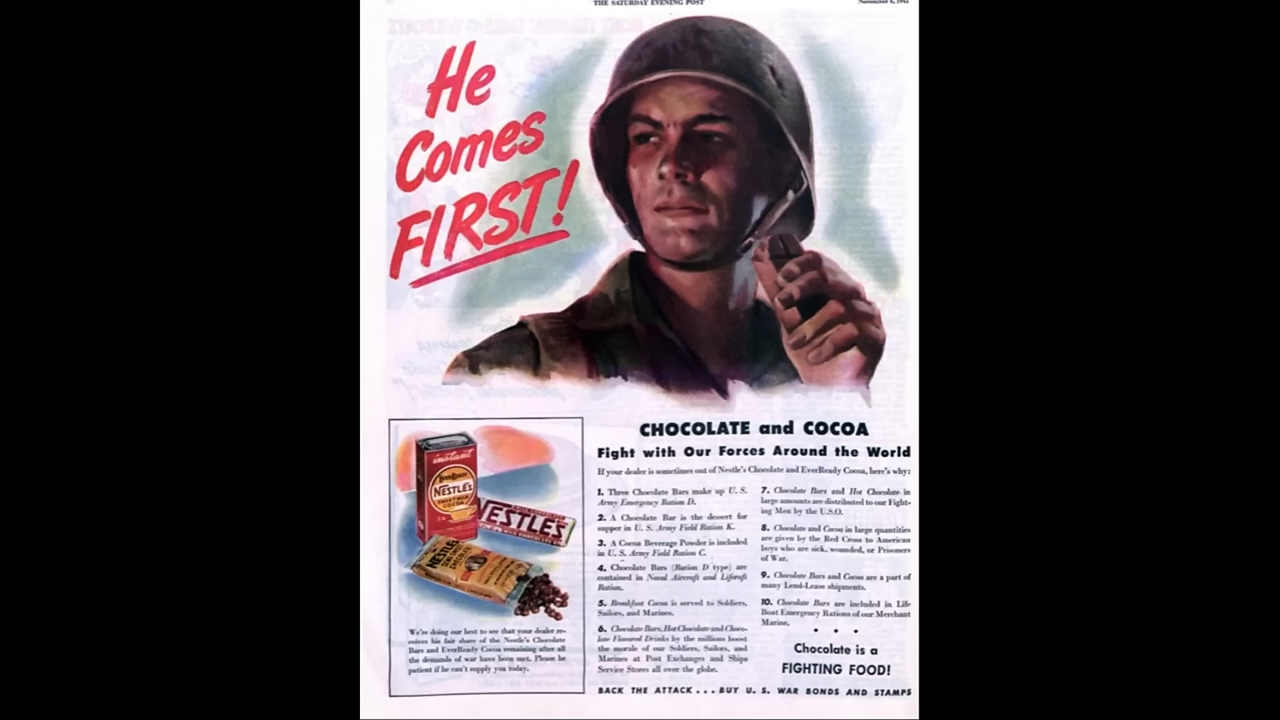 THE SATURDAY EVENING POST
November 6, 194
He
Comes
FIRST!
CHOCOLATE and COCOA
Fight with Our Forces Around the World
If your dealer is sometimes out of Nestle's Chocolate and EverReady Cocoa, here's why:
1. Three Chocolate Bars make up U. S.
Army Emergency Ration D.
2. A Chocolate Bar is the dessert for
supper in U. S. Army Field Ration K.
3. A Cocoa Beverage Powder is included
in U. S. Army Field Ration C.
4. Chocolate Bars (Ration D type) are
contained in Naval Aircraft and Liferaft
Ration.
5. Breakfast Cocoa is served to Soldiers,
Sailors, and Marines.
6. Chocolate Bars, Hot Chocolate and Choco-
late Flavored Drinks by the millions boost
the morale of our Soldiers, Sailors, and
Marines at Post Exchanges and Ships
Service Stores all over the globe.
7. Chocolate Bars and Hot Chocolate in
large amounts are distributed to our Fight-
ing Men by the U.S.O.
8. Chocolate and Cocoa in large quantities
are given by the Red Cross to American
boys who are sick, wounded, or Prisoners
of War.
9. Chocolate Bars and Cocoa are a part of
many Lend-Lease shipments.
10. Chocolate Bars are included in Life
Boat Emergency Rations of our Merchant
Marine.
Chocolate is a
FIGHTING FOOD!
BACK THE ATTACK . . . BUY U. S. WAR BONDS AND STAMPS
instant
EverReady
NESTLE'S
NESTLE'S
NESTLE'S
We're doing our best to see that your dealer re-
ceives his fair share of the Nestle's Chocolate
Bars and EverReady Cocoa remaining after all
the demands of war have been met. Please be
patient if he can't supply you today.